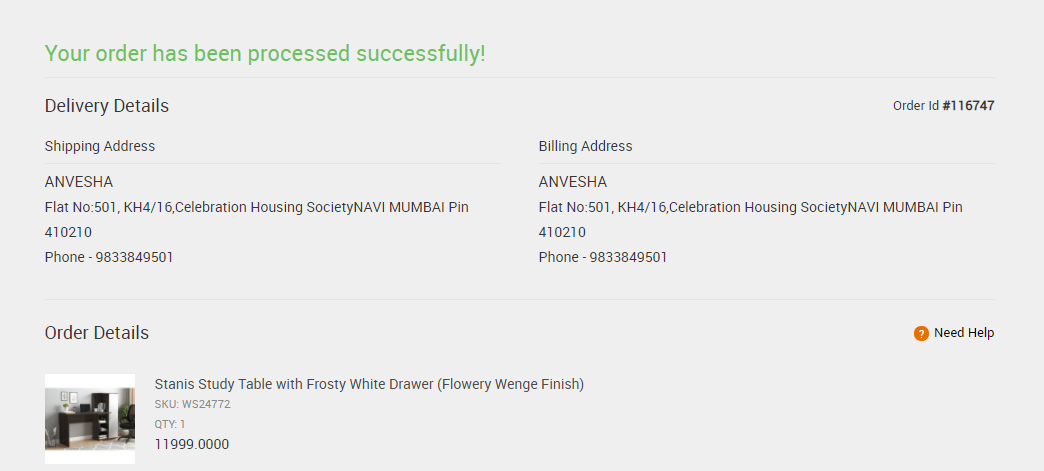 Your order has been processed successfully!
Delivery Details
Order Id #116747
Shipping Address
ANVESHA
Flat No:501, KH4/16,Celebration Housing SocietyNAVI MUMBAI Pin
410210
Phone - 9833849501
Billing Address
ANVESHA
Flat No:501, KH4/16,Celebration Housing SocietyNAVI MUMBAI Pin
410210
Phone - 9833849501
Order Details
? Need Help
Stanis Study Table with Frosty White Drawer (Flowery Wenge Finish)
SKU: WS24772
QTY: 1
11999.0000